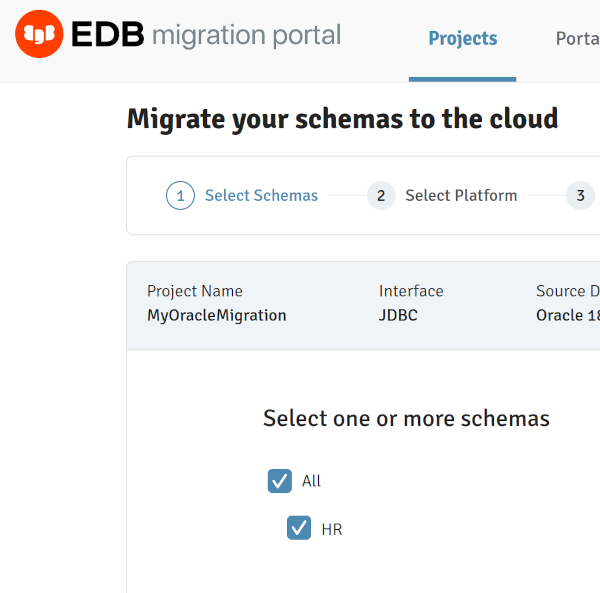 EDB migration portal
Projects
Porta
Migrate your schemas to the cloud
1 Select Schemas 2 Select Platform 3
Project Name Interface Source D
MyOracleMigration JDBC Oracle 18
Select one or more schemas
All
HR